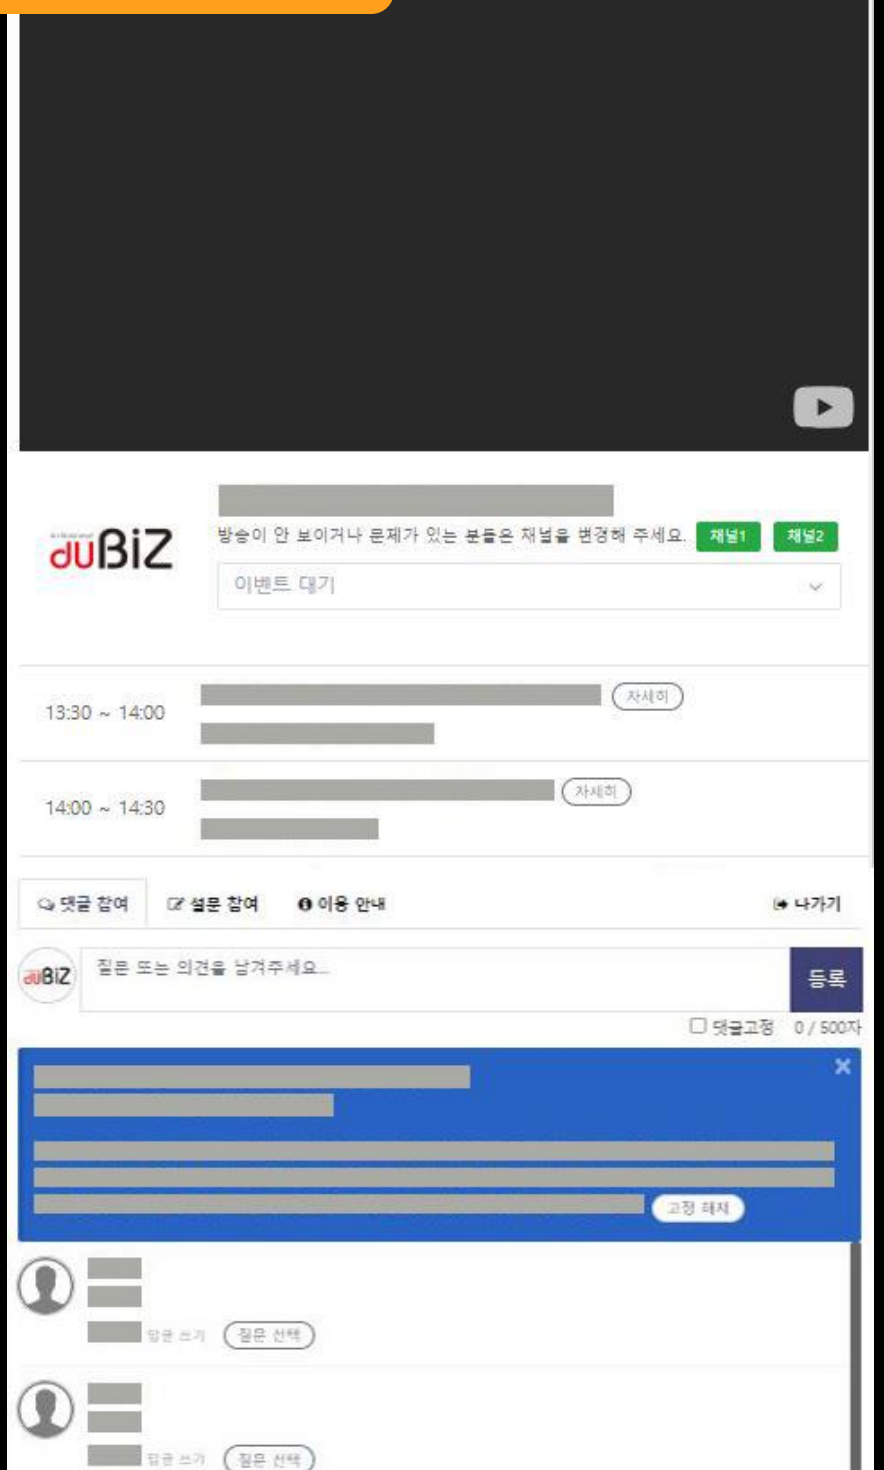 duBiZ
방송이 안 보이거나 문제가 있는 분들은 채널을 변경해 주세요. 채널1 채널2
이벤트 대기
13:30 ~ 14:00 자세히
14:00 ~ 14:30 자세히
댓글 참여 설문 참여 이용 안내 나가기
duBiZ 질문 또는 의견을 남겨주세요... 등록
댓글고정 0 / 500자
고정 해제
답글 쓰기 질문 선택
답글 쓰기 질문 선택